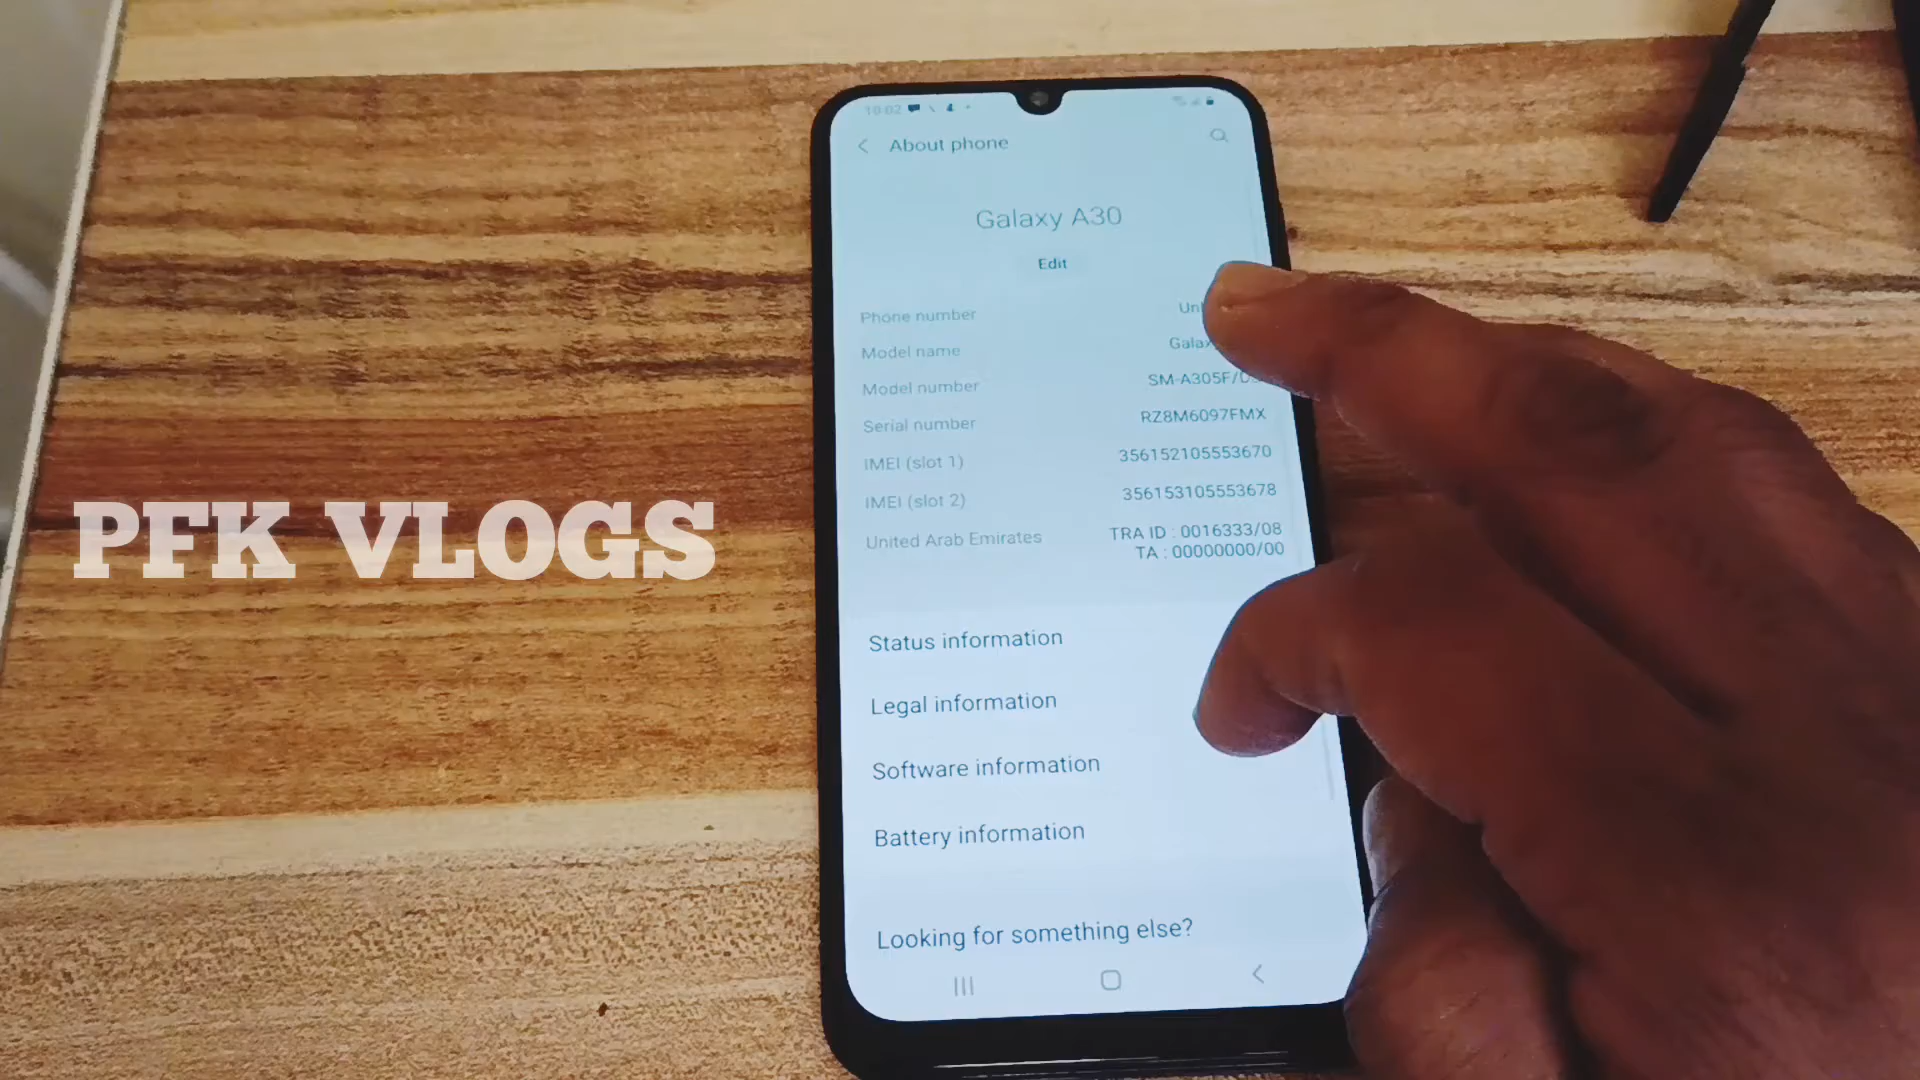 10:02
About phone
Galaxy A30
Edit
Phone number
Model name
Model number SM-A305F/
Serial number RZ8M6097FMX
IMEI (slot 1) 356152105553670
IMEI (slot 2) 356153105553678
United Arab Emirates TRA ID : 0016333/08
TA : 00000000/00
PFK VLOGS
Status information
Legal information
Software information
Battery information
Looking for something else?